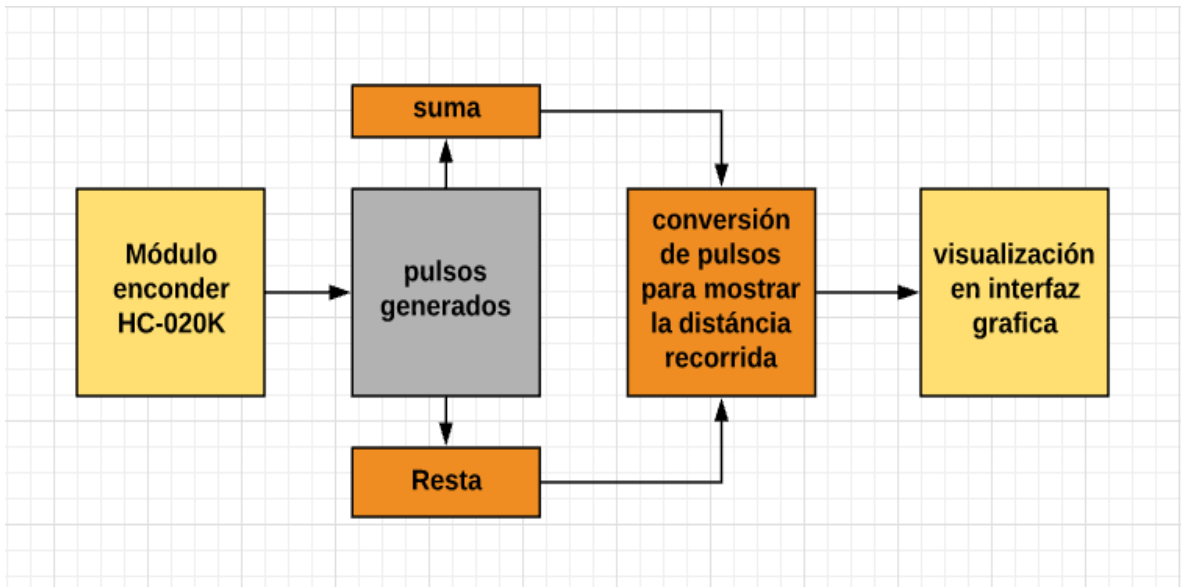 suma
Módulo
enconder
HC-020K
pulsos
generados
conversión
de pulsos
para mostrar
la distáncia
recorrida
visualización
en interfaz
grafica
Resta